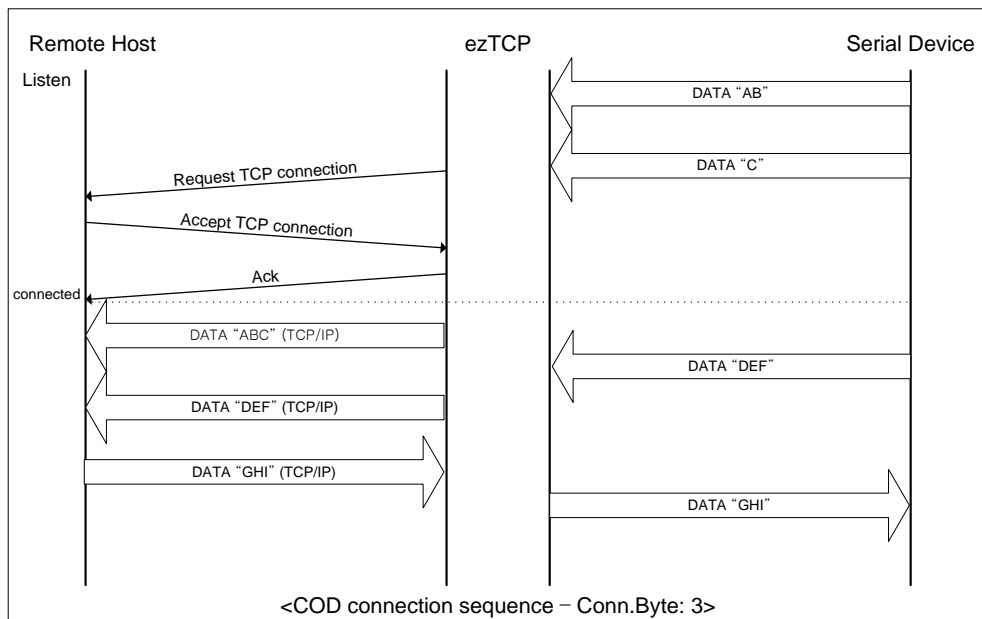 Remote Host
ezTCP
Serial Device
Listen
DATA “AB”
DATA “C”
Request TCP connection
Accept TCP connection
Ack
connected
DATA “ABC” (TCP/IP)
DATA “DEF”
DATA “DEF” (TCP/IP)
DATA “GHI” (TCP/IP)
DATA “GHI”
<COD connection sequence – Conn.Byte: 3>